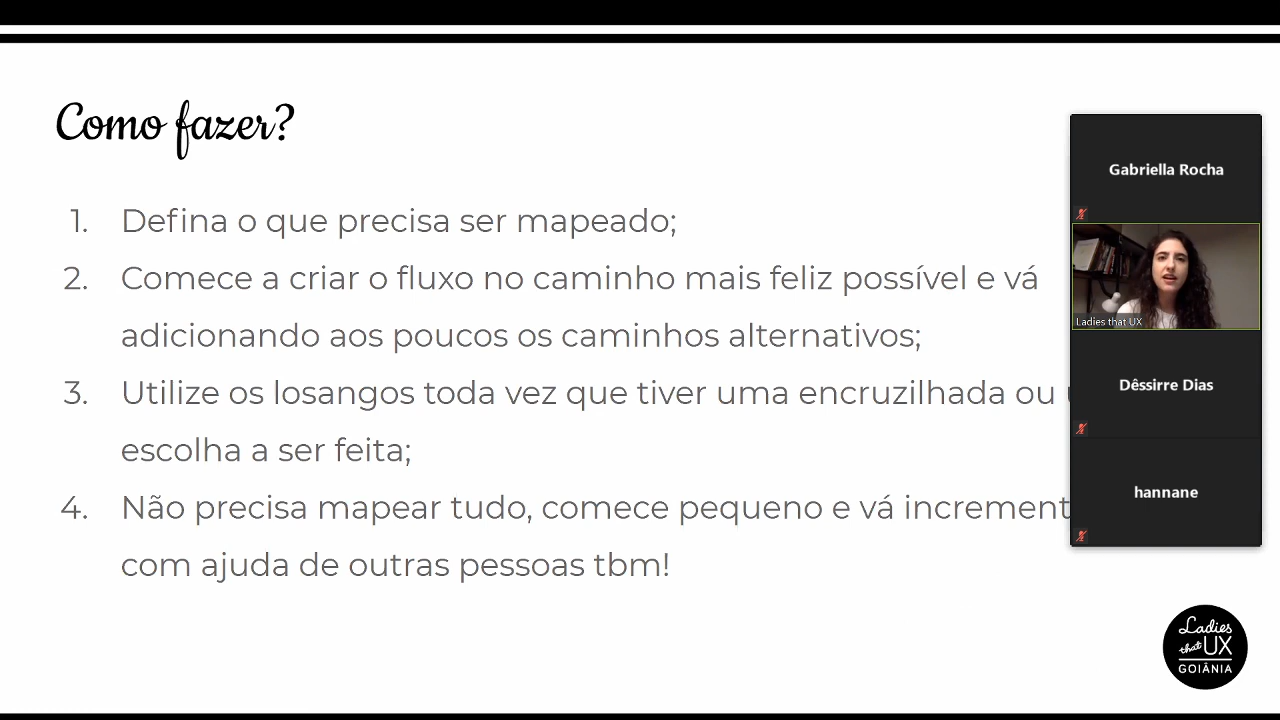 Como fazer?
1. Defina o que precisa ser mapeado;
2. Comece a criar o fluxo no caminho mais feliz possível e vá
adicionando aos poucos os caminhos alternativos;
3. Utilize os losangos toda vez que tiver uma encruzilhada ou
escolha a ser feita;
4. Não precisa mapear tudo, comece pequeno e vá increment
com ajuda de outras pessoas tbm!
Gabriella Rocha
Ladies that UX
Dêssirre Dias
hannane
Ladies
that UX
GOIÂNIA